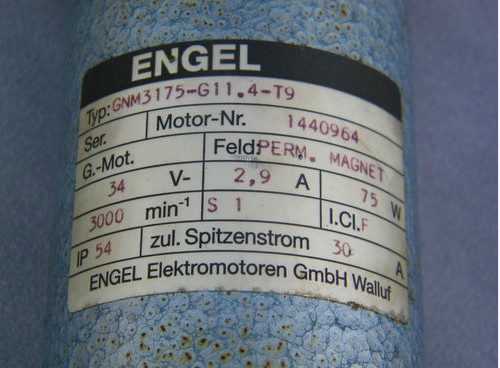 ENGEL
Typ: GNM3175-G11.4-T9
Ser. Motor-Nr. 1440964
G.-Mot. Feld: PERM. MAGNET
34 V- 2,9 A 75 W
3000 min⁻¹ S 1 I.Cl. F
IP 54 zul. Spitzenstrom 30 A
ENGEL Elektromotoren GmbH Walluf